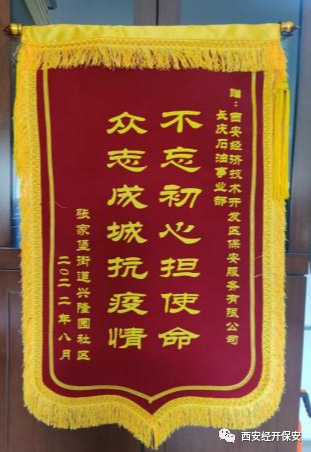 赠：西安经济技术开发区保安服务有限公司
长庆石油事业部
不忘初心担使命
众志成城抗疫情
张家堡街道兴隆园社区
二〇二二年八月
西安经开保安